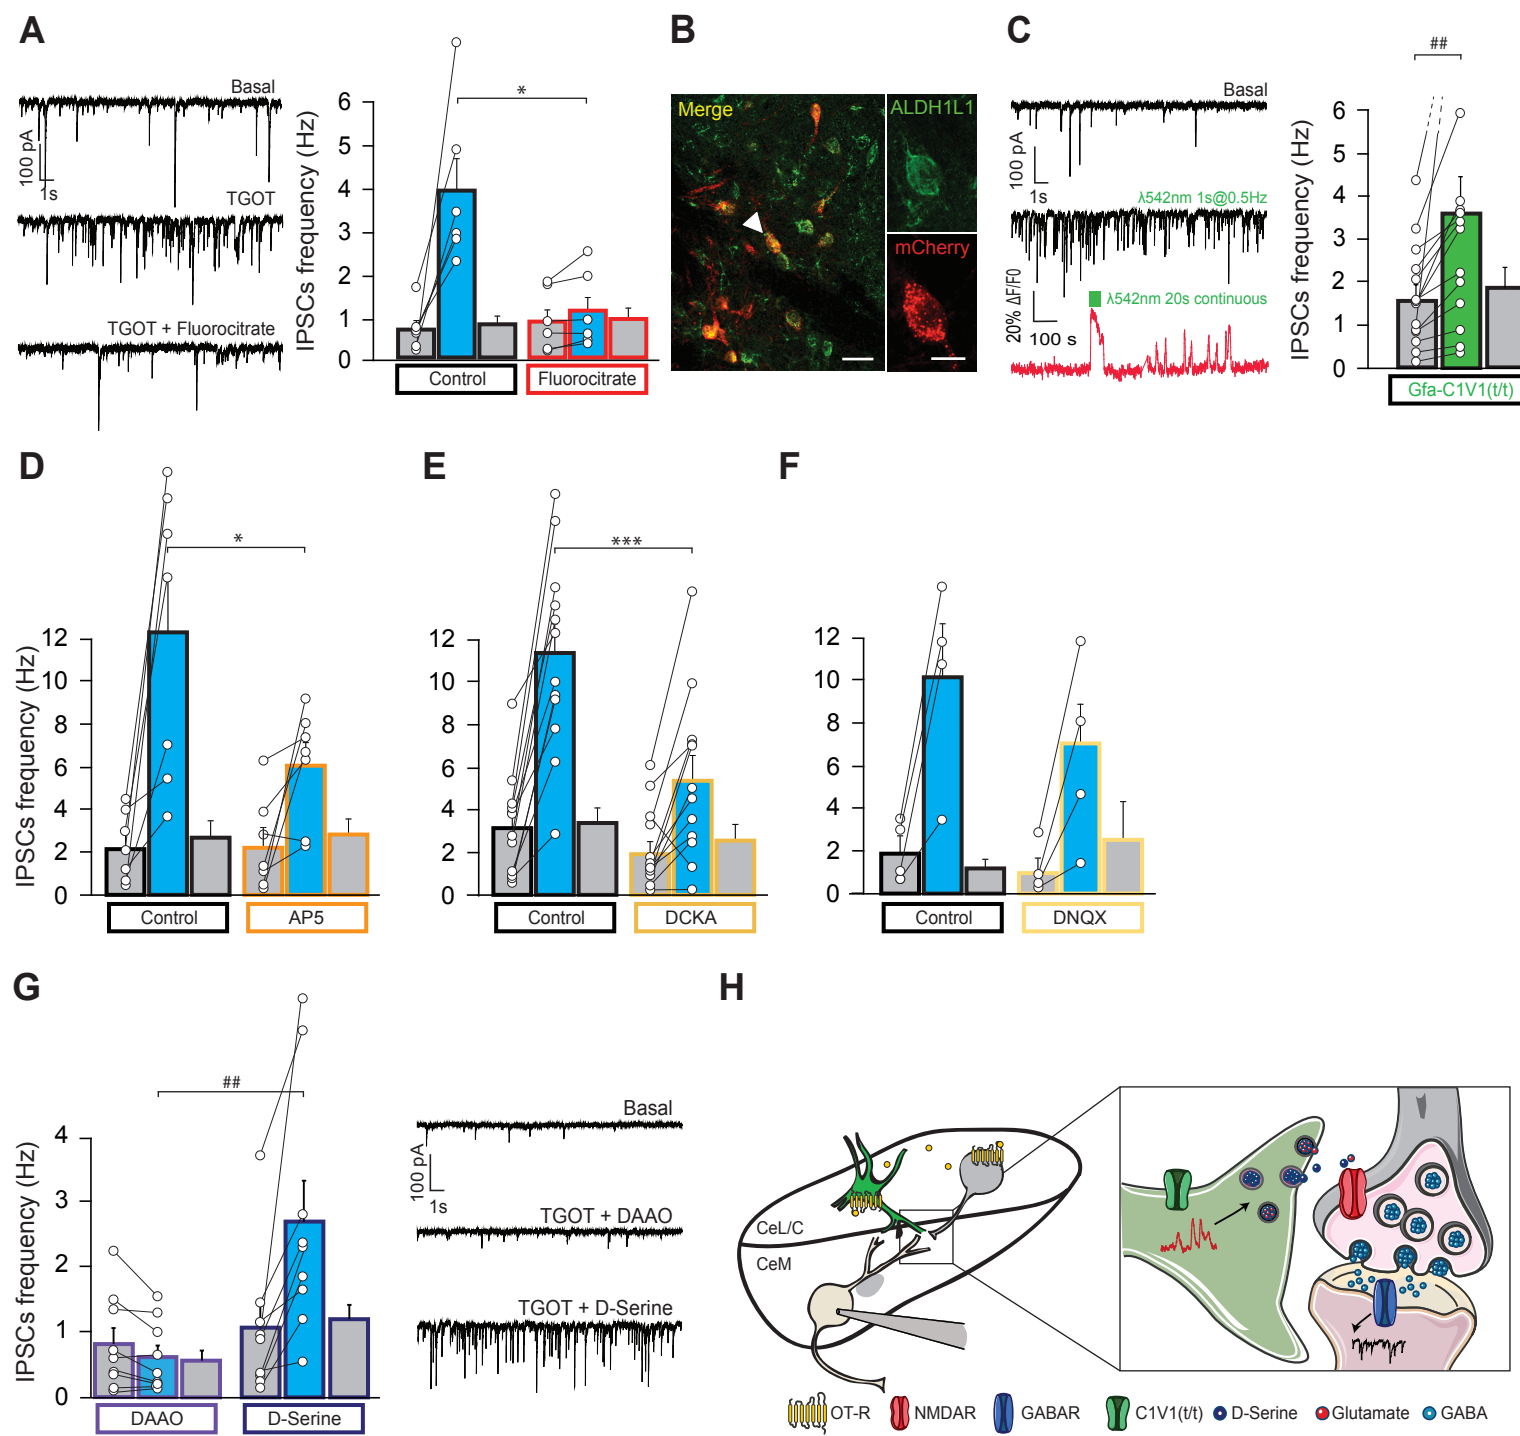 A
Basal
100 pA
1s
TGOT
TGOT + Fluorocitrate
IPSCs frequency (Hz)
6
5
4
3
2
1
0
*
Control
Fluorocitrate
B
Merge
ALDH1L1
mCherry
C
Basal
100 pA
1s
λ542nm 1s@0.5Hz
20% ΔF/F0
λ542nm 20s continuous
100 s
IPSCs frequency (Hz)
6
5
4
3
2
1
0
##
Gfa-C1V1(t/t)
D
IPSCs frequency (Hz)
12
10
8
6
4
2
0
*
Control
AP5
E
12
10
8
6
4
2
0
***
Control
DCKA
F
12
10
8
6
4
2
0
Control
DNQX
G
IPSCs frequency (Hz)
4
3
2
1
0
##
DAAO
D-Serine
Basal
100 pA
1s
TGOT + DAAO
TGOT + D-Serine
H
CeL/C
CeM
OT-R
NMDAR
GABAR
C1V1(t/t)
D-Serine
Glutamate
GABA